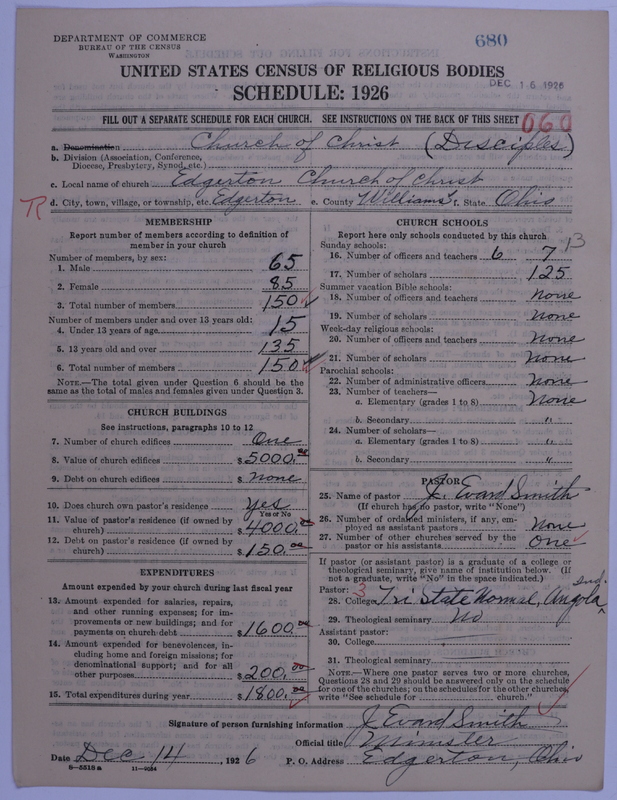 DEPARTMENT OF COMMERCE
BUREAU OF THE CENSUS
WASHINGTON
680
UNITED STATES CENSUS OF RELIGIOUS BODIES
DEC 16 1926
SCHEDULE: 1926
FILL OUT A SEPARATE SCHEDULE FOR EACH CHURCH. SEE INSTRUCTIONS ON THE BACK OF THIS SHEET
060
a. Denomination Church of Christ (Disciples)
b. Division (Association, Conference, Diocese, Presbytery, Synod, etc.)
c. Local name of church Edgerton Church of Christ
R d. City, town, village, or township, etc. Edgerton e. County Williams f. State Ohio
MEMBERSHIP
Report number of members according to definition of member in your church
Number of members, by sex:
1. Male 65
2. Female 85
3. Total number of members 150
Number of members under and over 13 years old:
4. Under 13 years of age 15
5. 13 years old and over 135
6. Total number of members 150
NOTE.—The total given under Question 6 should be the same as the total of males and females given under Question 3.
CHURCH BUILDINGS
See instructions, paragraphs 10 to 12
7. Number of church edifices One
8. Value of church edifices $ 5000.00
9. Debt on church edifices $ None
10. Does church own pastor's residence Yes
Yes or No
11. Value of pastor's residence (if owned by church) $ 4000.00
12. Debt on pastor's residence (if owned by church) $ 150.00
EXPENDITURES
Amount expended by your church during last fiscal year
13. Amount expended for salaries, repairs, and other running expenses; for improvements or new buildings; and for payments on church debt $ 1600.00
14. Amount expended for benevolences, including home and foreign missions; for denominational support; and for all other purposes $ 200.00
15. Total expenditures during year $ 1800.00
CHURCH SCHOOLS
Report here only schools conducted by this church
Sunday schools: 13
16. Number of officers and teachers 6 7
17. Number of scholars 125
Summer vacation Bible schools:
18. Number of officers and teachers None
19. Number of scholars None
Week-day religious schools:
20. Number of officers and teachers None
21. Number of scholars None
Parochial schools:
22. Number of administrative officers None
23. Number of teachers—
a. Elementary (grades 1 to 8) None
b. Secondary "
24. Number of scholars—
a. Elementary (grades 1 to 8) "
b. Secondary "
PASTOR
25. Name of pastor J. Evard Smith
(If church has no pastor, write "None")
26. Number of ordained ministers, if any, employed as assistant pastors None
27. Number of other churches served by the pastor or his assistants One
If pastor (or assistant pastor) is a graduate of a college or theological seminary, give name of institution below. (If not a graduate, write "No" in the space indicated.)
Pastor: 3 Ind.
28. College Tri State Normal, Angola
29. Theological seminary No
Assistant pastor:
30. College
31. Theological seminary
NOTE.—Where one pastor serves two or more churches, Questions 28 and 29 should be answered only on the schedule for one of the churches; on the schedules for the other churches write "See schedule for church."
Signature of person furnishing information J Evard Smith
Official title Minister
Date Dec 14, 1926 P. O. Address Edgerton, Ohio
8—5518a 11—9064